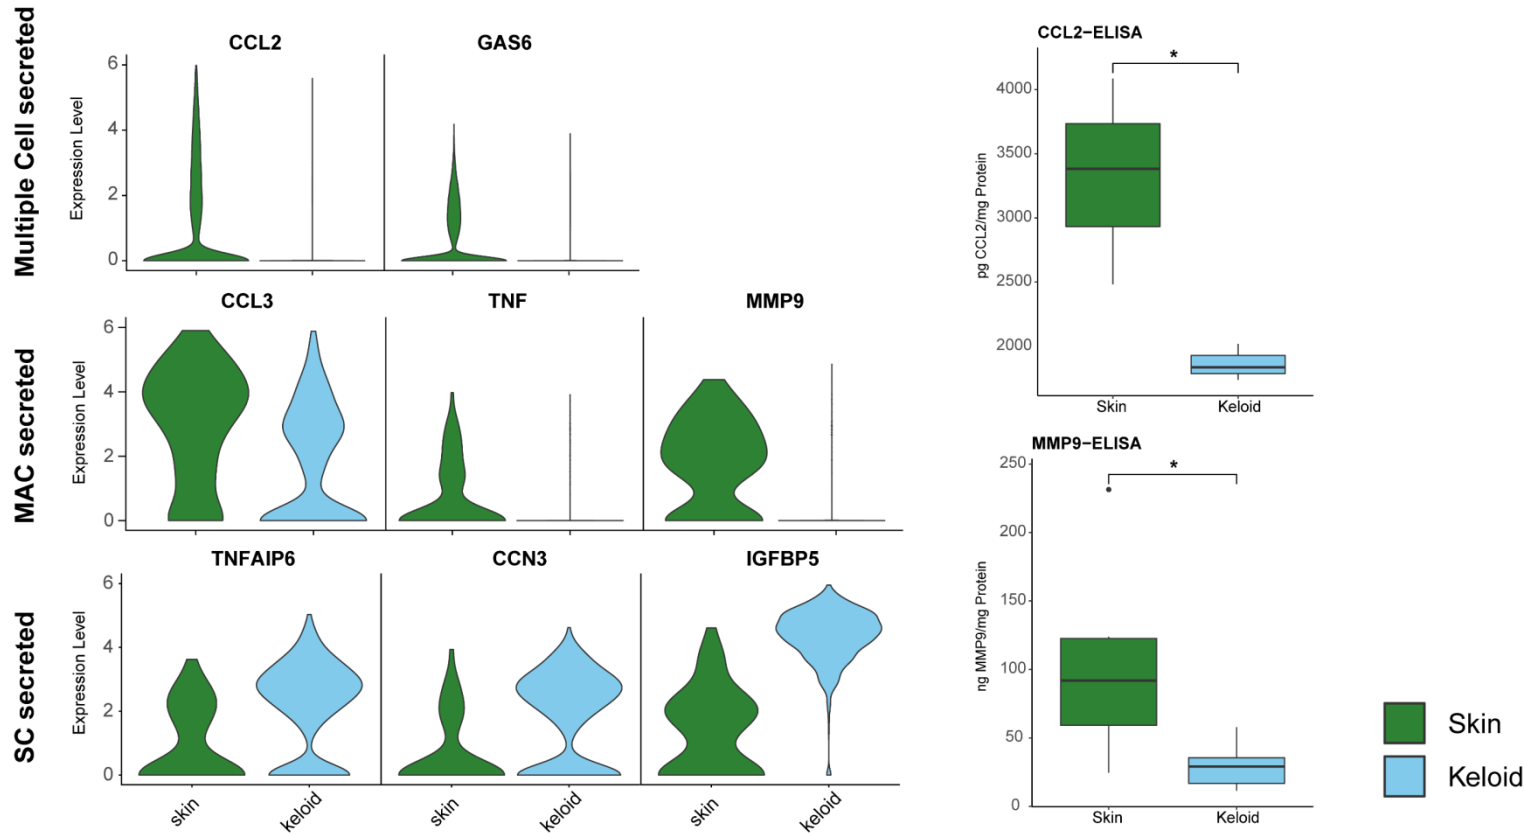 Multiple Cell secreted
CCL2
GAS6
Expression Level
6
4
2
0
MAC secreted
CCL3
TNF
MMP9
Expression Level
6
4
2
0
SC secreted
TNFAIP6
CCN3
IGFBP5
Expression Level
6
4
2
0
skin
keloid
skin
keloid
skin
keloid
CCL2−ELISA
*
pg CCL2/mg Protein
4000
3500
3000
2500
2000
Skin
Keloid
MMP9−ELISA
*
ng MMP9/mg Protein
250
200
150
100
50
0
Skin
Keloid
Skin
Keloid